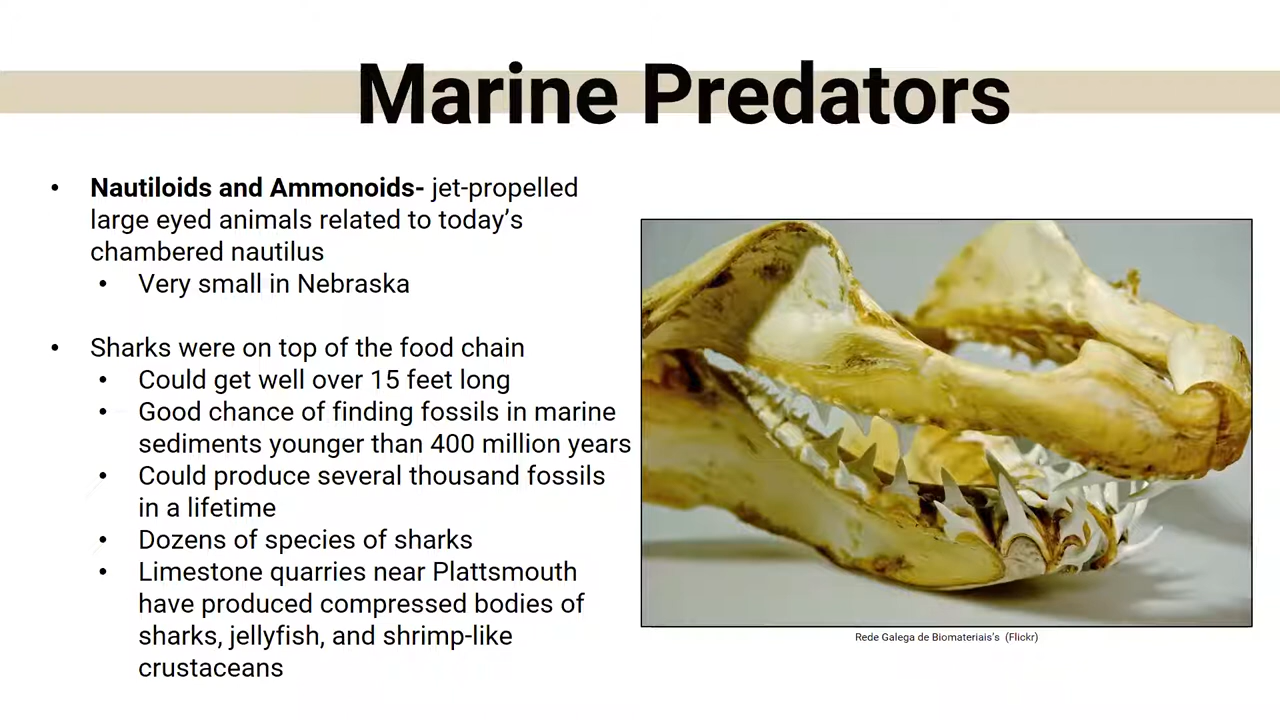 Marine Predators
• Nautiloids and Ammonoids- jet-propelled
large eyed animals related to today’s
chambered nautilus
• Very small in Nebraska
• Sharks were on top of the food chain
• Could get well over 15 feet long
• Good chance of finding fossils in marine
sediments younger than 400 million years
• Could produce several thousand fossils
in a lifetime
• Dozens of species of sharks
• Limestone quarries near Plattsmouth
have produced compressed bodies of
sharks, jellyfish, and shrimp-like
crustaceans
Rede Galega de Biomateriais’s (Flickr)